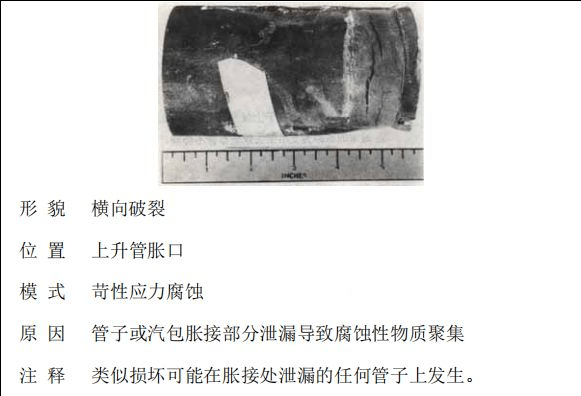 INCHES
形 貌 横向破裂
位 置 上升管胀口
模 式 苛性应力腐蚀
原 因 管子或汽包胀接部分泄漏导致腐蚀性物质聚集
注 释 类似损坏可能在胀接处泄漏的任何管子上发生。